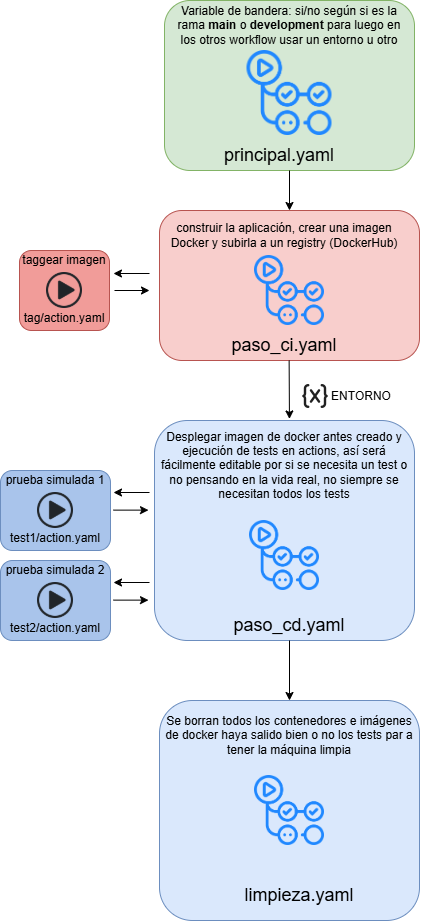 Variable de bandera: si/no según si es la
rama main o development para luego en
los otros workflow usar un entorno u otro
principal.yaml
construir la aplicación, crear una imagen
Docker y subirla a un registry (DockerHub)
paso_ci.yaml
taggear imagen
tag/action.yaml
{x} ENTORNO
Desplegar imagen de docker antes creado y
ejecución de tests en actions, así será
fácilmente editable por si se necesita un test o
no pensando en la vida real, no siempre se
necesitan todos los tests
paso_cd.yaml
prueba simulada 1
test1/action.yaml
prueba simulada 2
test2/action.yaml
Se borran todos los contenedores e imágenes
de docker haya salido bien o no los tests par a
tener la máquina limpia
limpieza.yaml